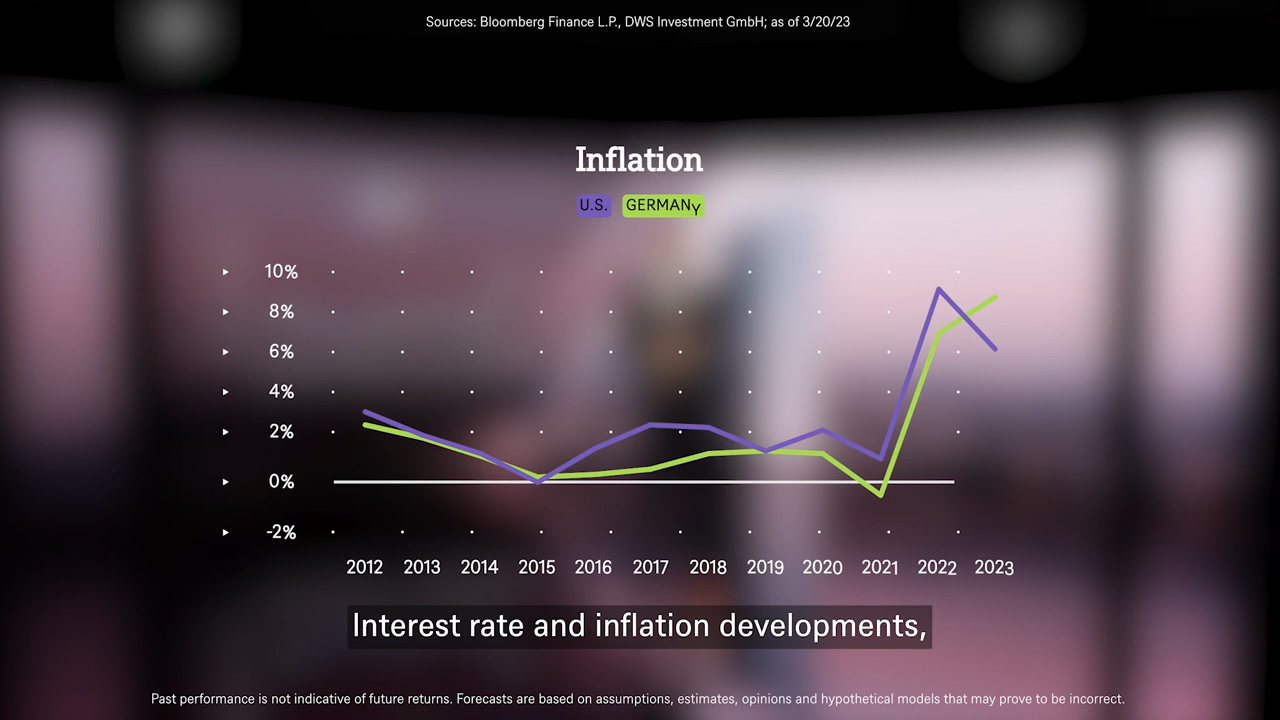 Sources: Bloomberg Finance L.P., DWS Investment GmbH; as of 3/20/23
Inflation
U.S. GERMANY
10%
8%
6%
4%
2%
0%
-2%
2012 2013 2014 2015 2016 2017 2018 2019 2020 2021 2022 2023
Interest rate and inflation developments,
Past performance is not indicative of future returns. Forecasts are based on assumptions, estimates, opinions and hypothetical models that may prove to be incorrect.